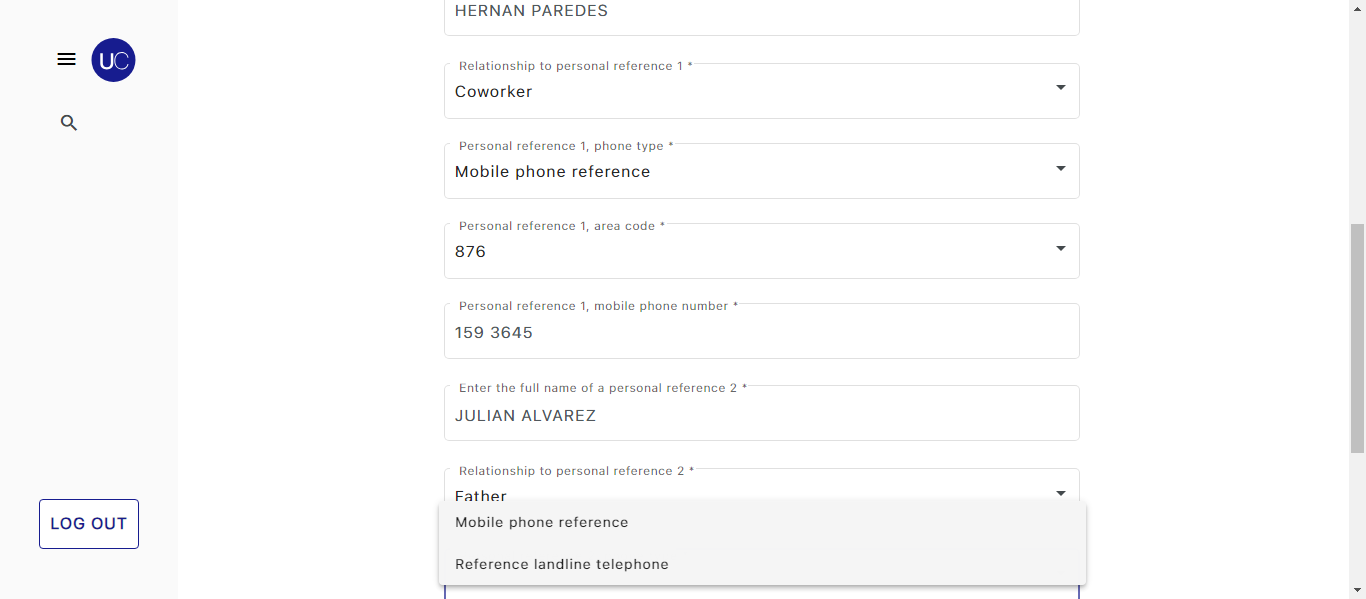 HERNAN PAREDES
UC
Relationship to personal reference 1 *
Coworker
Personal reference 1, phone type *
Mobile phone reference
Personal reference 1, area code *
876
Personal reference 1, mobile phone number *
159 3645
Enter the full name of a personal reference 2 *
JULIAN ALVAREZ
Relationship to personal reference 2 *
Father
LOG OUT
Mobile phone reference
Reference landline telephone